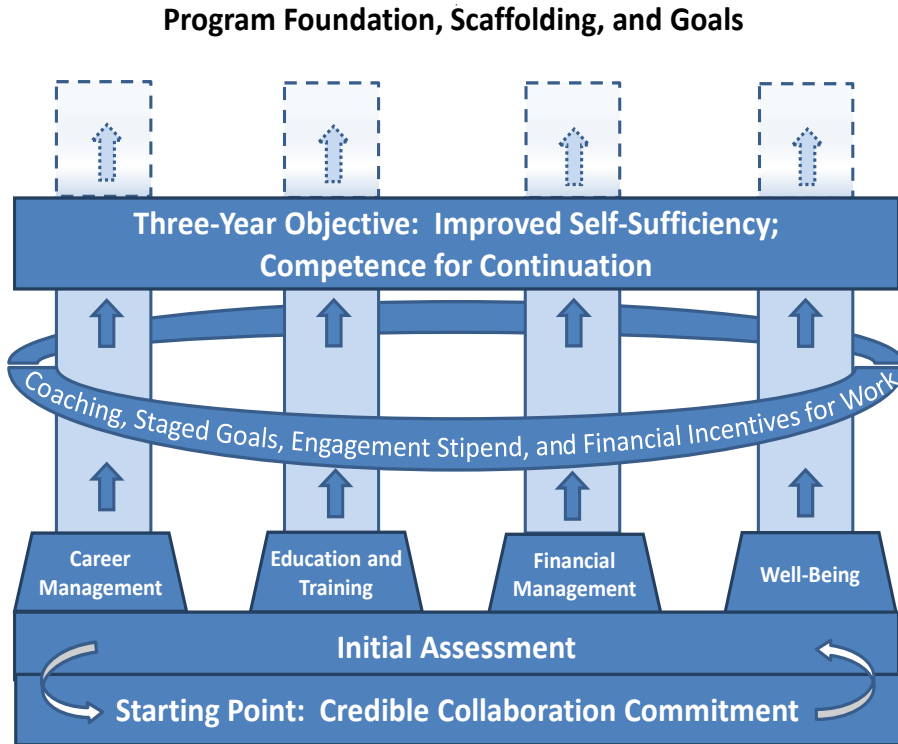 Program Foundation, Scaffolding, and Goals
Three-Year Objective:  Improved Self-Sufficiency;
Competence for Continuation
Coaching, Staged Goals, Engagement Stipend, and Financial Incentives for Work
Career
Management
Education and
Training
Financial
Management
Well-Being
Initial Assessment
Starting Point:  Credible Collaboration Commitment